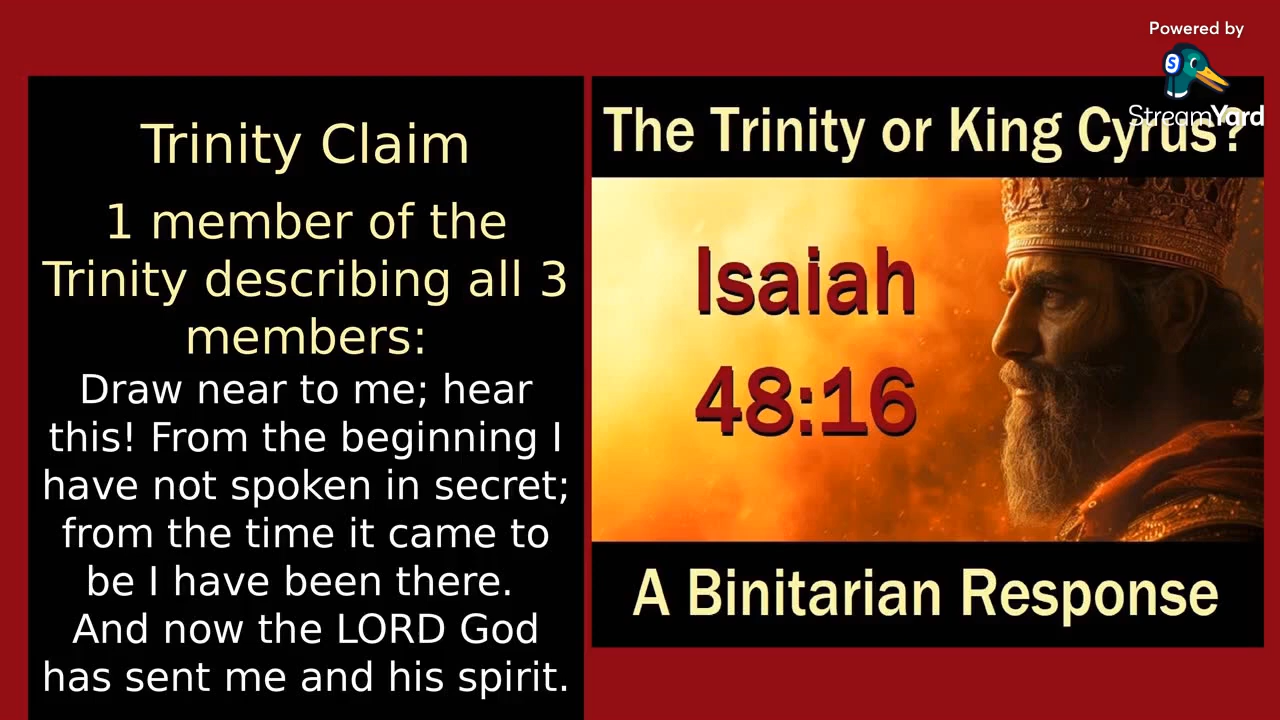 Powered by
StreamYard
Trinity Claim
1 member of the
Trinity describing all 3
members:
Draw near to me; hear
this! From the beginning I
have not spoken in secret;
from the time it came to
be I have been there.
And now the LORD God
has sent me and his spirit.
The Trinity or King Cyrus?
Isaiah
48:16
A Binitarian Response